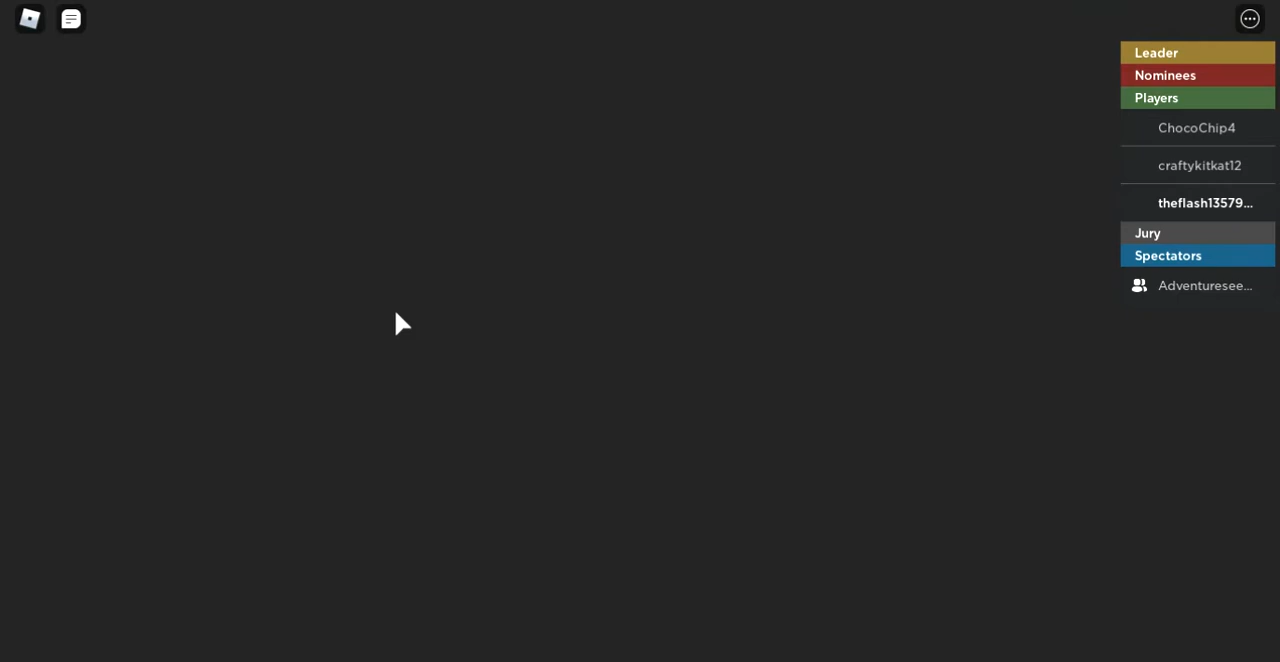 Leader
Nominees
Players
ChocoChip4
craftykitkat12
theflash13579...
Jury
Spectators
Adventuresee...